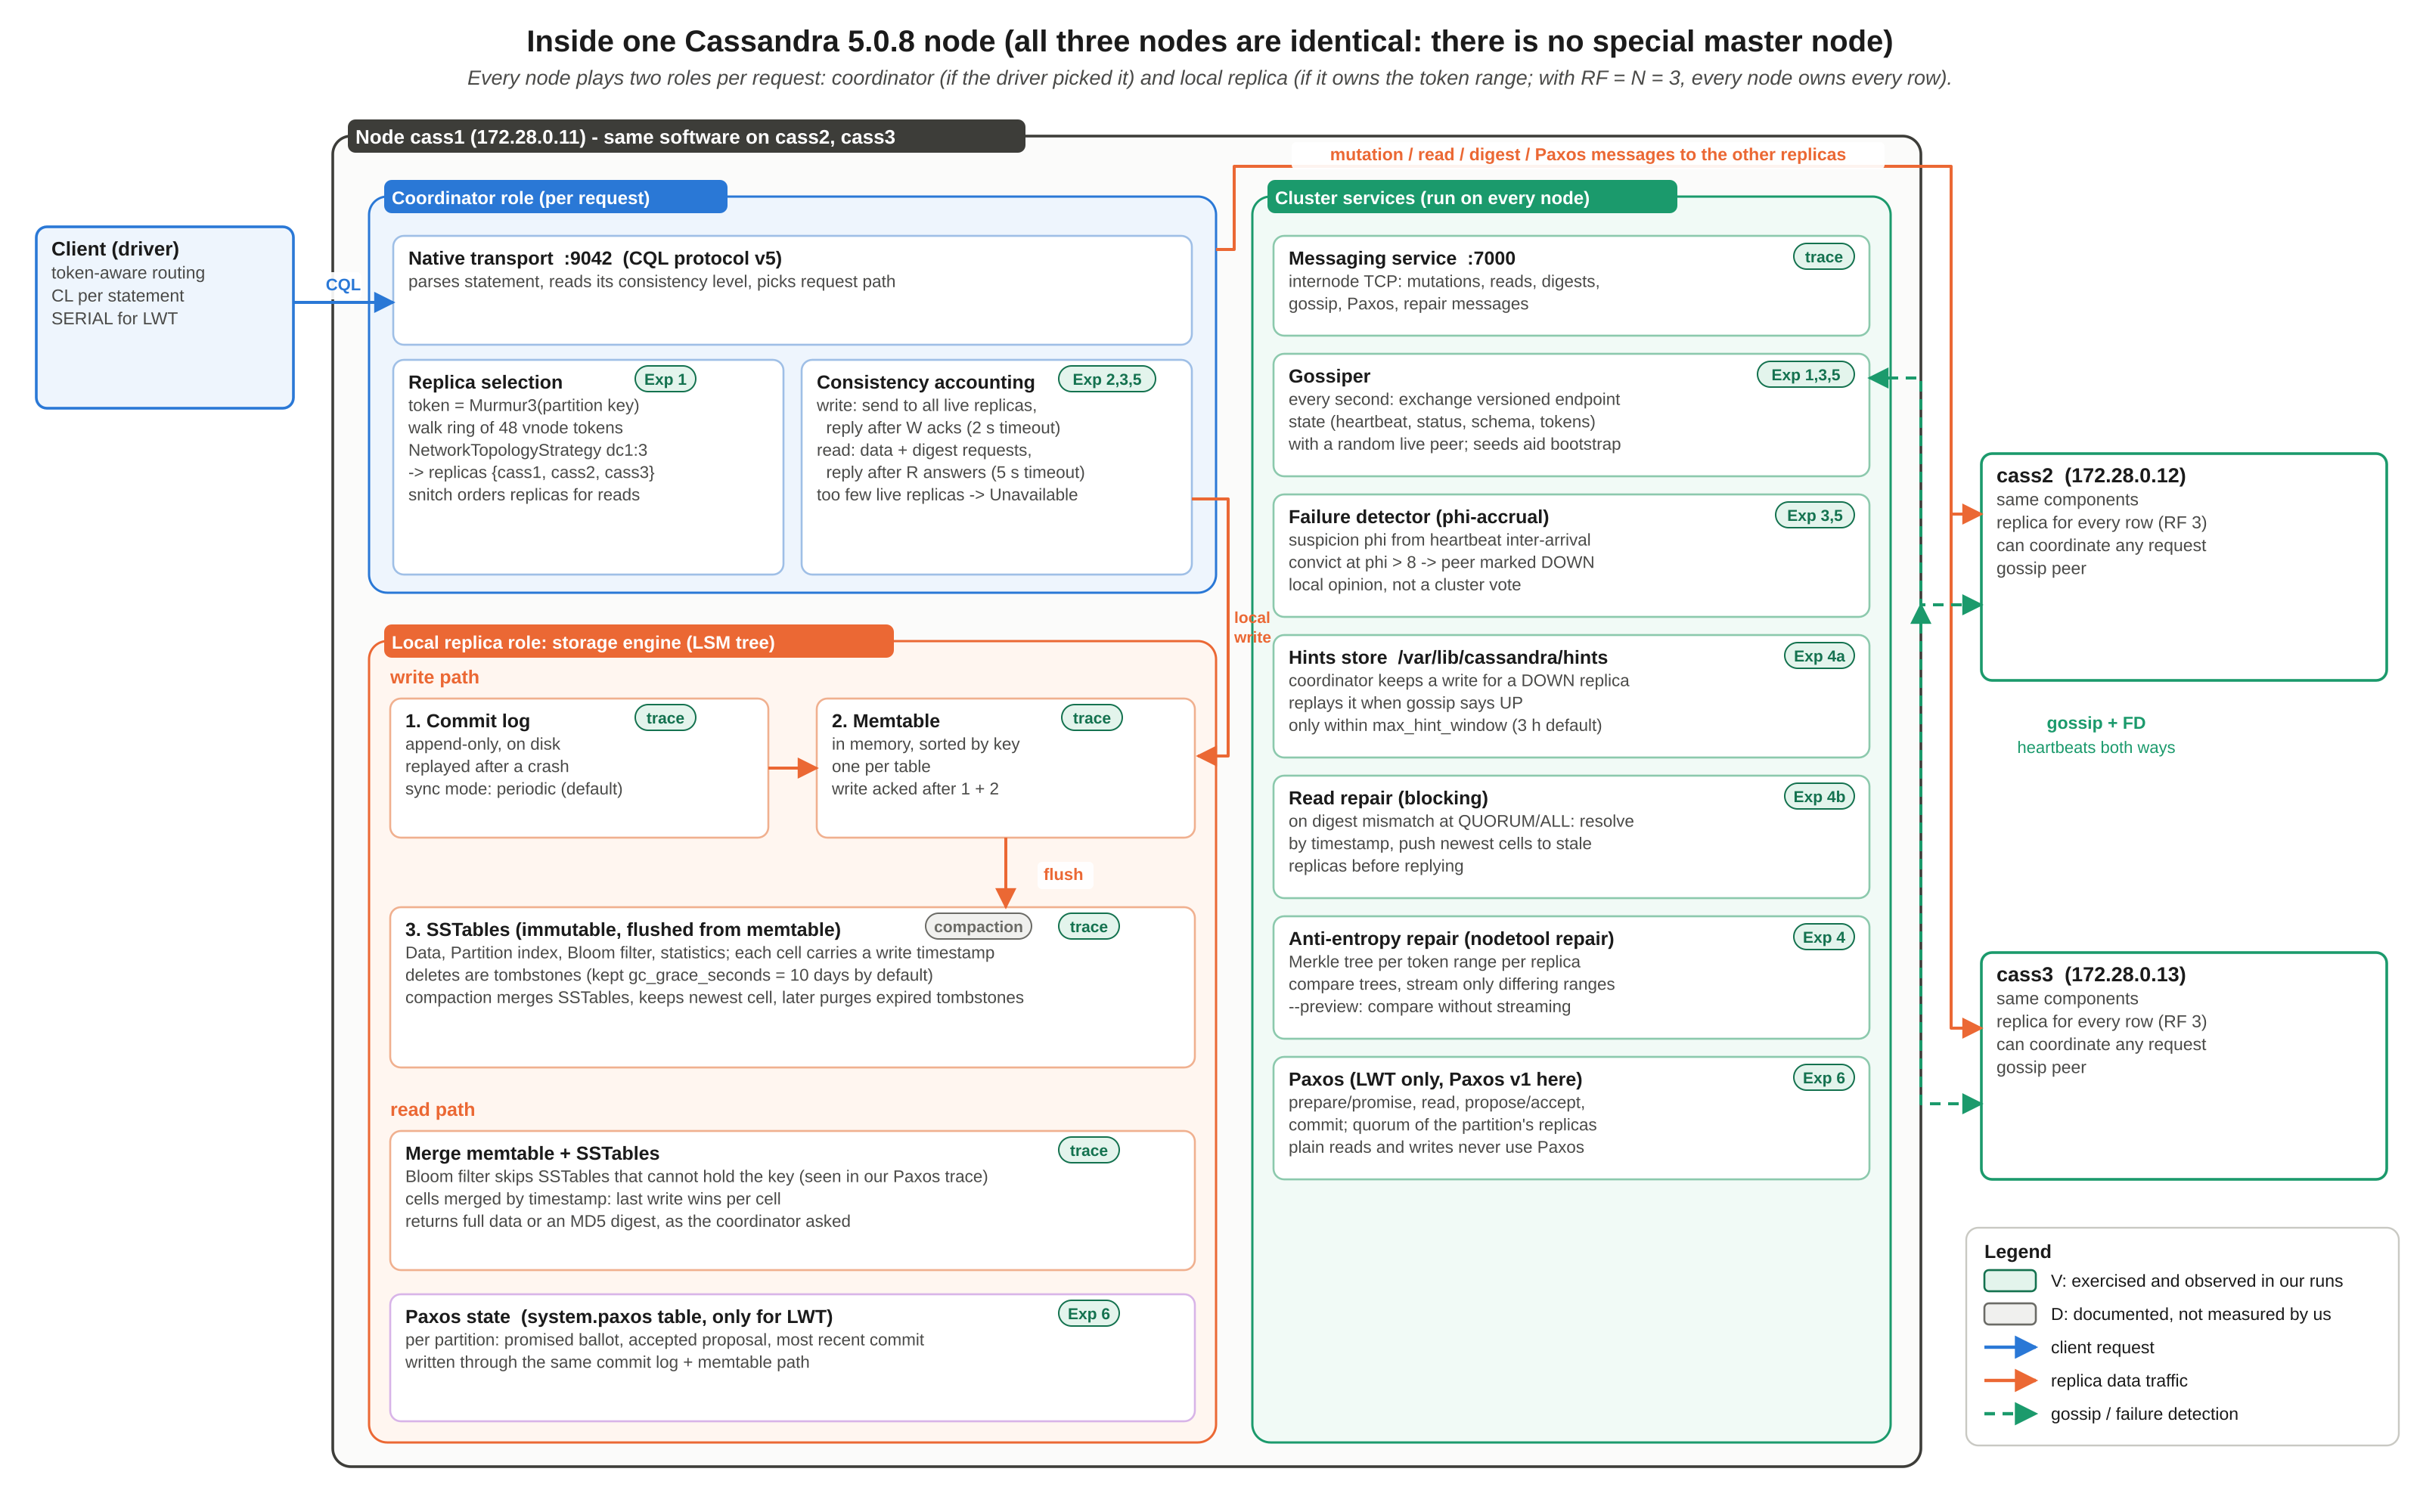 Inside one Cassandra 5.0.8 node (all three nodes are identical: there is no special master node)
Every node plays two roles per request: coordinator (if the driver picked it) and local replica (if it owns the token range; with RF = N = 3, every node owns every row).
Node cass1 (172.28.0.11) - same software on cass2, cass3
mutation / read / digest / Paxos messages to the other replicas
Client (driver)
token-aware routing
CL per statement
SERIAL for LWT
CQL
Coordinator role (per request)
Native transport :9042 (CQL protocol v5)
parses statement, reads its consistency level, picks request path
Replica selection
Exp 1
token = Murmur3(partition key)
walk ring of 48 vnode tokens
NetworkTopologyStrategy dc1:3
-> replicas {cass1, cass2, cass3}
snitch orders replicas for reads
Consistency accounting
Exp 2,3,5
write: send to all live replicas,
reply after W acks (2 s timeout)
read: data + digest requests,
reply after R answers (5 s timeout)
too few live replicas -> Unavailable
local
write
Local replica role: storage engine (LSM tree)
write path
1. Commit log
trace
append-only, on disk
replayed after a crash
sync mode: periodic (default)
2. Memtable
trace
in memory, sorted by key
one per table
write acked after 1 + 2
flush
3. SSTables (immutable, flushed from memtable)
compaction
trace
Data, Partition index, Bloom filter, statistics; each cell carries a write timestamp
deletes are tombstones (kept gc_grace_seconds = 10 days by default)
compaction merges SSTables, keeps newest cell, later purges expired tombstones
read path
Merge memtable + SSTables
trace
Bloom filter skips SSTables that cannot hold the key (seen in our Paxos trace)
cells merged by timestamp: last write wins per cell
returns full data or an MD5 digest, as the coordinator asked
Paxos state (system.paxos table, only for LWT)
Exp 6
per partition: promised ballot, accepted proposal, most recent commit
written through the same commit log + memtable path
Cluster services (run on every node)
Messaging service :7000
trace
internode TCP: mutations, reads, digests,
gossip, Paxos, repair messages
Gossiper
Exp 1,3,5
every second: exchange versioned endpoint
state (heartbeat, status, schema, tokens)
with a random live peer; seeds aid bootstrap
Failure detector (phi-accrual)
Exp 3,5
suspicion phi from heartbeat inter-arrival
convict at phi > 8 -> peer marked DOWN
local opinion, not a cluster vote
Hints store /var/lib/cassandra/hints
Exp 4a
coordinator keeps a write for a DOWN replica
replays it when gossip says UP
only within max_hint_window (3 h default)
Read repair (blocking)
Exp 4b
on digest mismatch at QUORUM/ALL: resolve
by timestamp, push newest cells to stale
replicas before replying
Anti-entropy repair (nodetool repair)
Exp 4
Merkle tree per token range per replica
compare trees, stream only differing ranges
--preview: compare without streaming
Paxos (LWT only, Paxos v1 here)
Exp 6
prepare/promise, read, propose/accept,
commit; quorum of the partition's replicas
plain reads and writes never use Paxos
cass2 (172.28.0.12)
same components
replica for every row (RF 3)
can coordinate any request
gossip peer
gossip + FD
heartbeats both ways
cass3 (172.28.0.13)
same components
replica for every row (RF 3)
can coordinate any request
gossip peer
Legend
V: exercised and observed in our runs
D: documented, not measured by us
client request
replica data traffic
gossip / failure detection